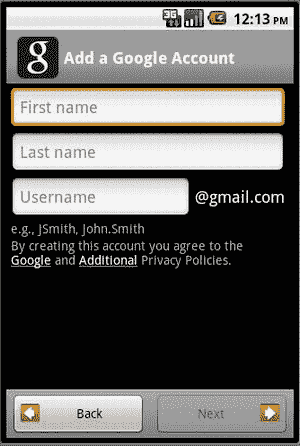 3G 12:13 PM
g Add a Google Account
First name
Last name
Username @gmail.com
e.g., JSmith, John.Smith
By creating this account you agree to the
Google and Additional Privacy Policies.
Back Next